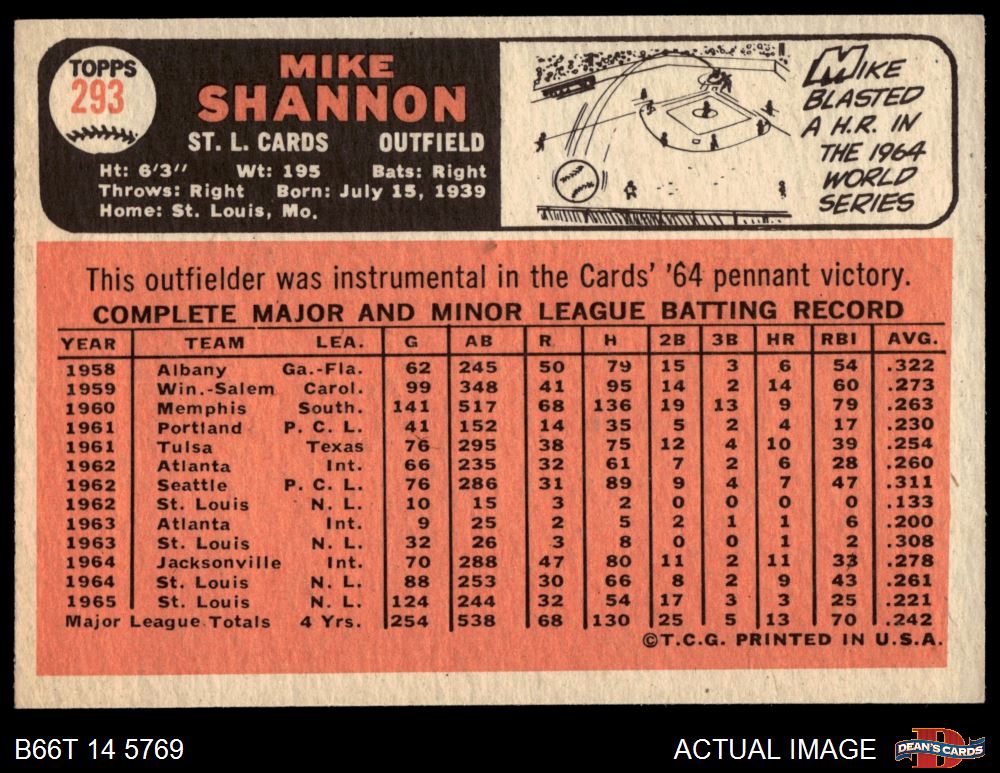 TOPPS
293
MIKE
SHANNON
ST. L. CARDS OUTFIELD
Ht: 6'3" Wt: 195 Bats: Right
Throws: Right Born: July 15, 1939
Home: St. Louis, Mo.
MIKE
BLASTED
A H.R. IN
THE 1964
WORLD
SERIES
This outfielder was instrumental in the Cards' '64 pennant victory.
COMPLETE MAJOR AND MINOR LEAGUE BATTING RECORD
YEAR TEAM LEA. G AB R H 2B 3B HR RBI AVG.
1958 Albany Ga.-Fla. 62 245 50 79 15 3 6 54 .322
1959 Win.-Salem Carol. 99 348 41 95 14 2 14 60 .273
1960 Memphis South. 141 517 68 136 19 13 9 79 .263
1961 Portland P. C. L. 41 152 14 35 5 2 4 17 .230
1961 Tulsa Texas 76 295 38 75 12 4 10 39 .254
1962 Atlanta Int. 66 235 32 61 7 2 6 28 .260
1962 Seattle P. C. L. 76 286 31 89 9 4 7 47 .311
1962 St. Louis N. L. 10 15 3 2 0 0 0 0 .133
1963 Atlanta Int. 9 25 2 5 2 1 1 6 .200
1963 St. Louis N. L. 32 26 3 8 0 0 1 2 .308
1964 Jacksonville Int. 70 288 47 80 11 2 11 33 .278
1964 St. Louis N. L. 88 253 30 66 8 2 9 43 .261
1965 St. Louis N. L. 124 244 32 54 17 3 3 25 .221
Major League Totals 4 Yrs. 254 538 68 130 25 5 13 70 .242
©T.C.G. PRINTED IN U.S.A.
B66T 14 5769 ACTUAL IMAGE DEAN'S CARDS